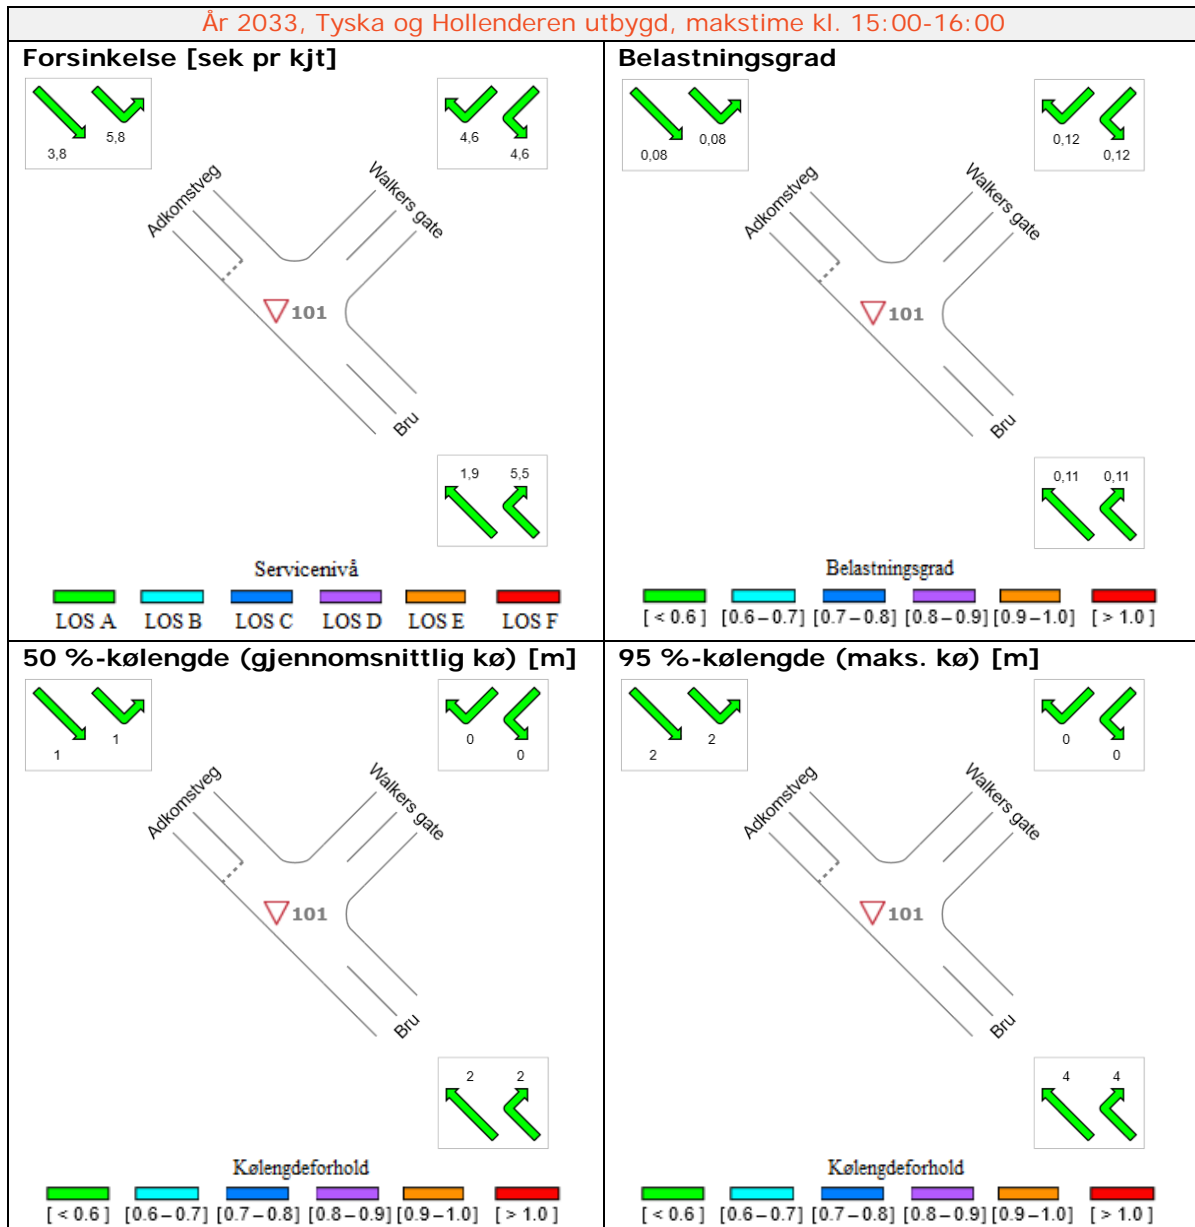 År 2033, Tyska og Hollenderen utbygd, makstime kl. 15:00-16:00
Forsinkelse [sek pr kjt]
3,8
5,8
4,6
4,6
Adkomstveg
Walkers gate
101
Bru
1,9 5,5
Servicenivå
LOS A LOS B LOS C LOS D LOS E LOS F
Belastningsgrad
0,08
0,08
0,12
0,12
Adkomstveg
Walkers gate
101
Bru
0,11 0,11
Belastningsgrad
[ < 0.6 ] [0.6 – 0.7] [0.7 – 0.8] [0.8 – 0.9] [0.9 – 1.0] [ > 1.0 ]
50 %-kølengde (gjennomsnittlig kø) [m]
1
1
0
0
Adkomstveg
Walkers gate
101
Bru
2 2
Kølengdeforhold
[ < 0.6 ] [0.6 – 0.7] [0.7 – 0.8] [0.8 – 0.9] [0.9 – 1.0] [ > 1.0 ]
95 %-kølengde (maks. kø) [m]
2
2
0
0
Adkomstveg
Walkers gate
101
Bru
4 4
Kølengdeforhold
[ < 0.6 ] [0.6 – 0.7] [0.7 – 0.8] [0.8 – 0.9] [0.9 – 1.0] [ > 1.0 ]